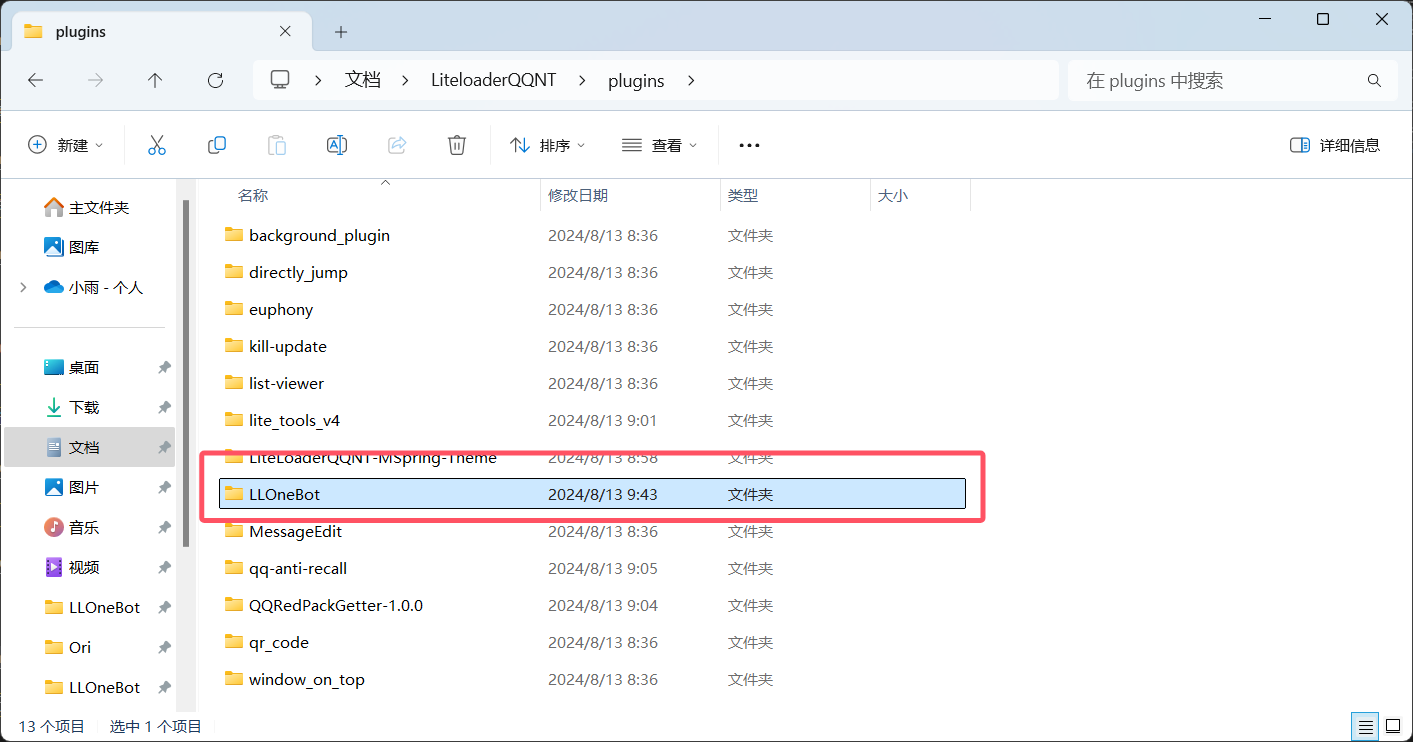 plugins
文档 LiteloaderQQNT plugins 在 plugins 中搜索
新建 排序 查看 详细信息
名称 修改日期 类型 大小
主文件夹
图库
小雨 - 个人
桌面
下载
文档
图片
音乐
视频
LLOneBot
Ori
LLOneBot
background_plugin 2024/8/13 8:36 文件夹
directly_jump 2024/8/13 8:36 文件夹
euphony 2024/8/13 8:36 文件夹
kill-update 2024/8/13 8:36 文件夹
list-viewer 2024/8/13 8:36 文件夹
lite_tools_v4 2024/8/13 9:01 文件夹
LiteLoaderQQNT-MSpring-Theme 2024/8/13 8:58 文件夹
LLOneBot 2024/8/13 9:43 文件夹
MessageEdit 2024/8/13 8:36 文件夹
qq-anti-recall 2024/8/13 9:05 文件夹
QQRedPackGetter-1.0.0 2024/8/13 9:04 文件夹
qr_code 2024/8/13 8:36 文件夹
window_on_top 2024/8/13 8:36 文件夹
13 个项目 选中 1 个项目